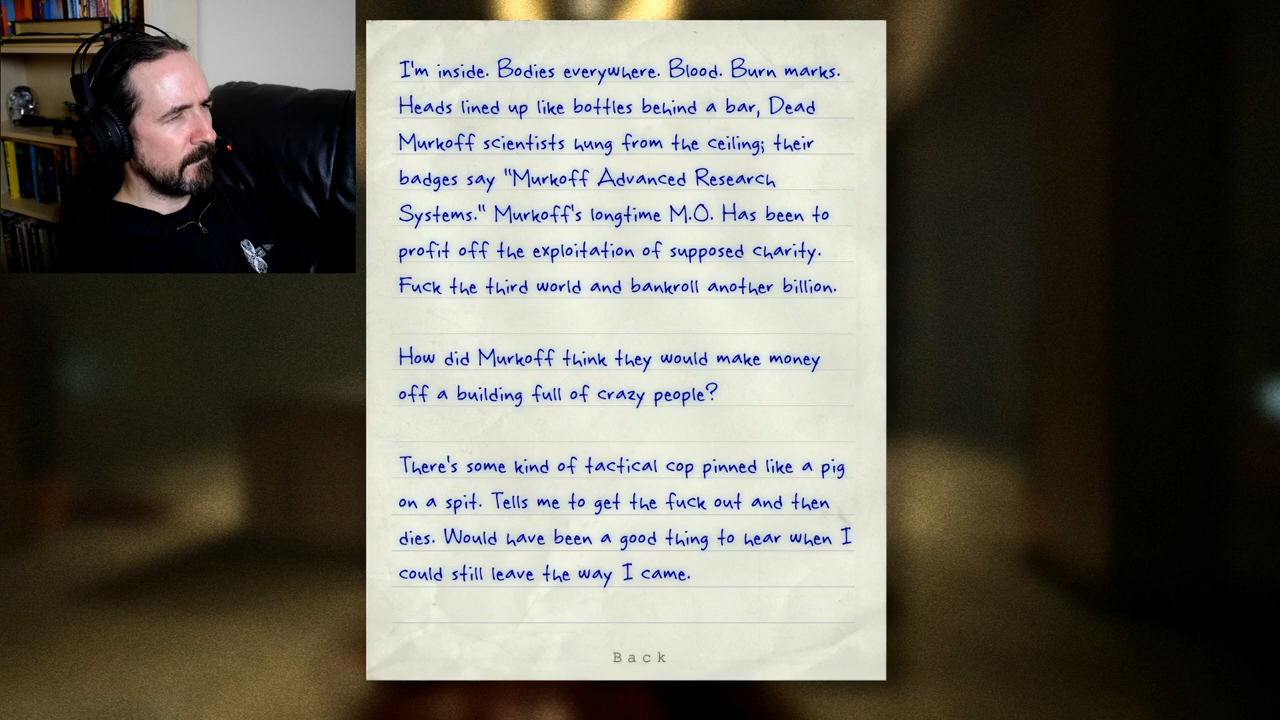 I'm inside. Bodies everywhere. Blood. Burn marks.
Heads lined up like bottles behind a bar, Dead
Murkoff scientists hung from the ceiling; their
badges say "Murkoff Advanced Research
Systems." Murkoff's longtime M.O. Has been to
profit off the exploitation of supposed charity.
Fuck the third world and bankroll another billion.
How did Murkoff think they would make money
off a building full of crazy people?
There's some kind of tactical cop pinned like a pig
on a spit. Tells me to get the fuck out and then
dies. Would have been a good thing to hear when I
could still leave the way I came.
Back